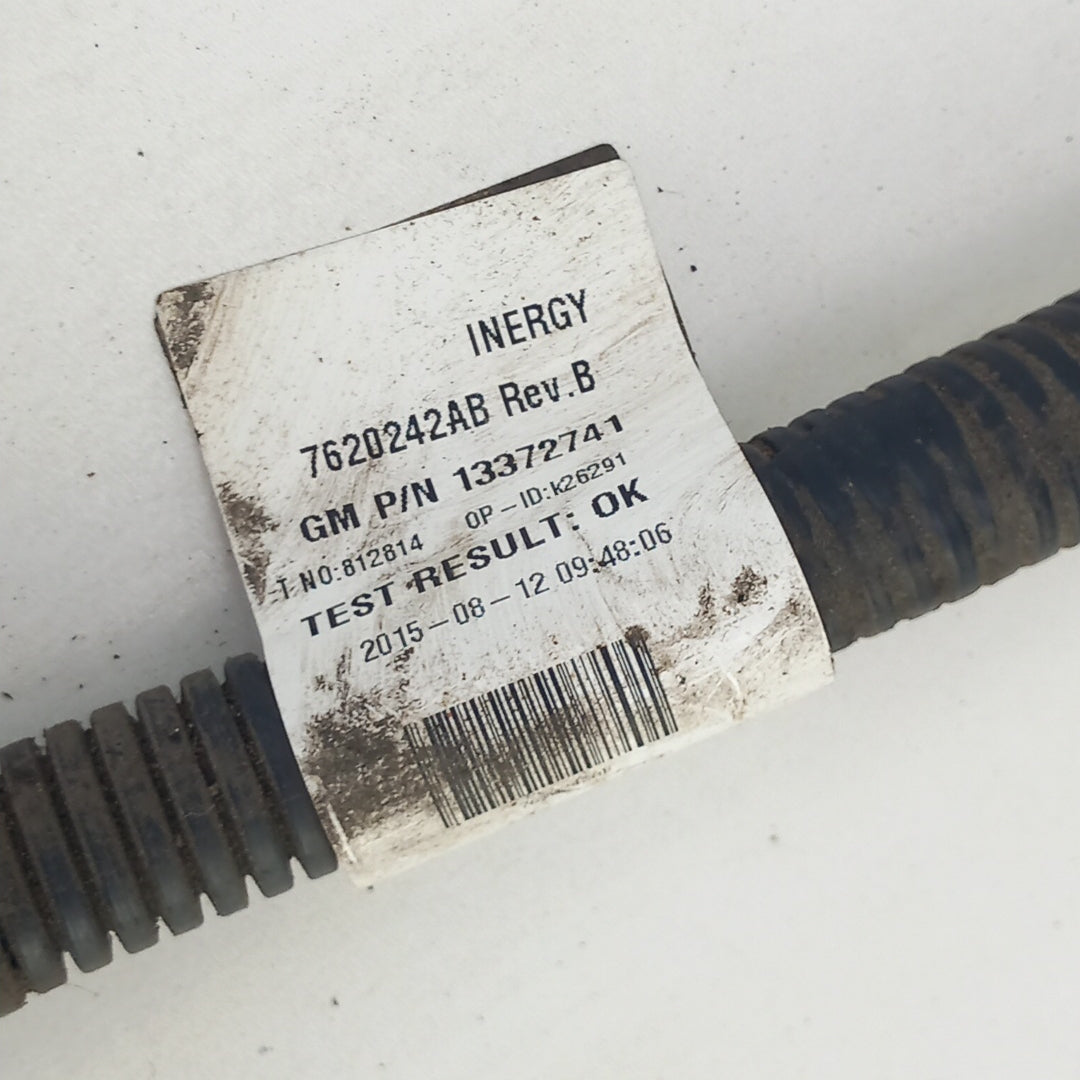 INERGY
7620242AB Rev.B
GM P/N 13372741
T.NO:812814 OP-ID:k26291
TEST RESULT: OK
2015-08-12 09:48:06